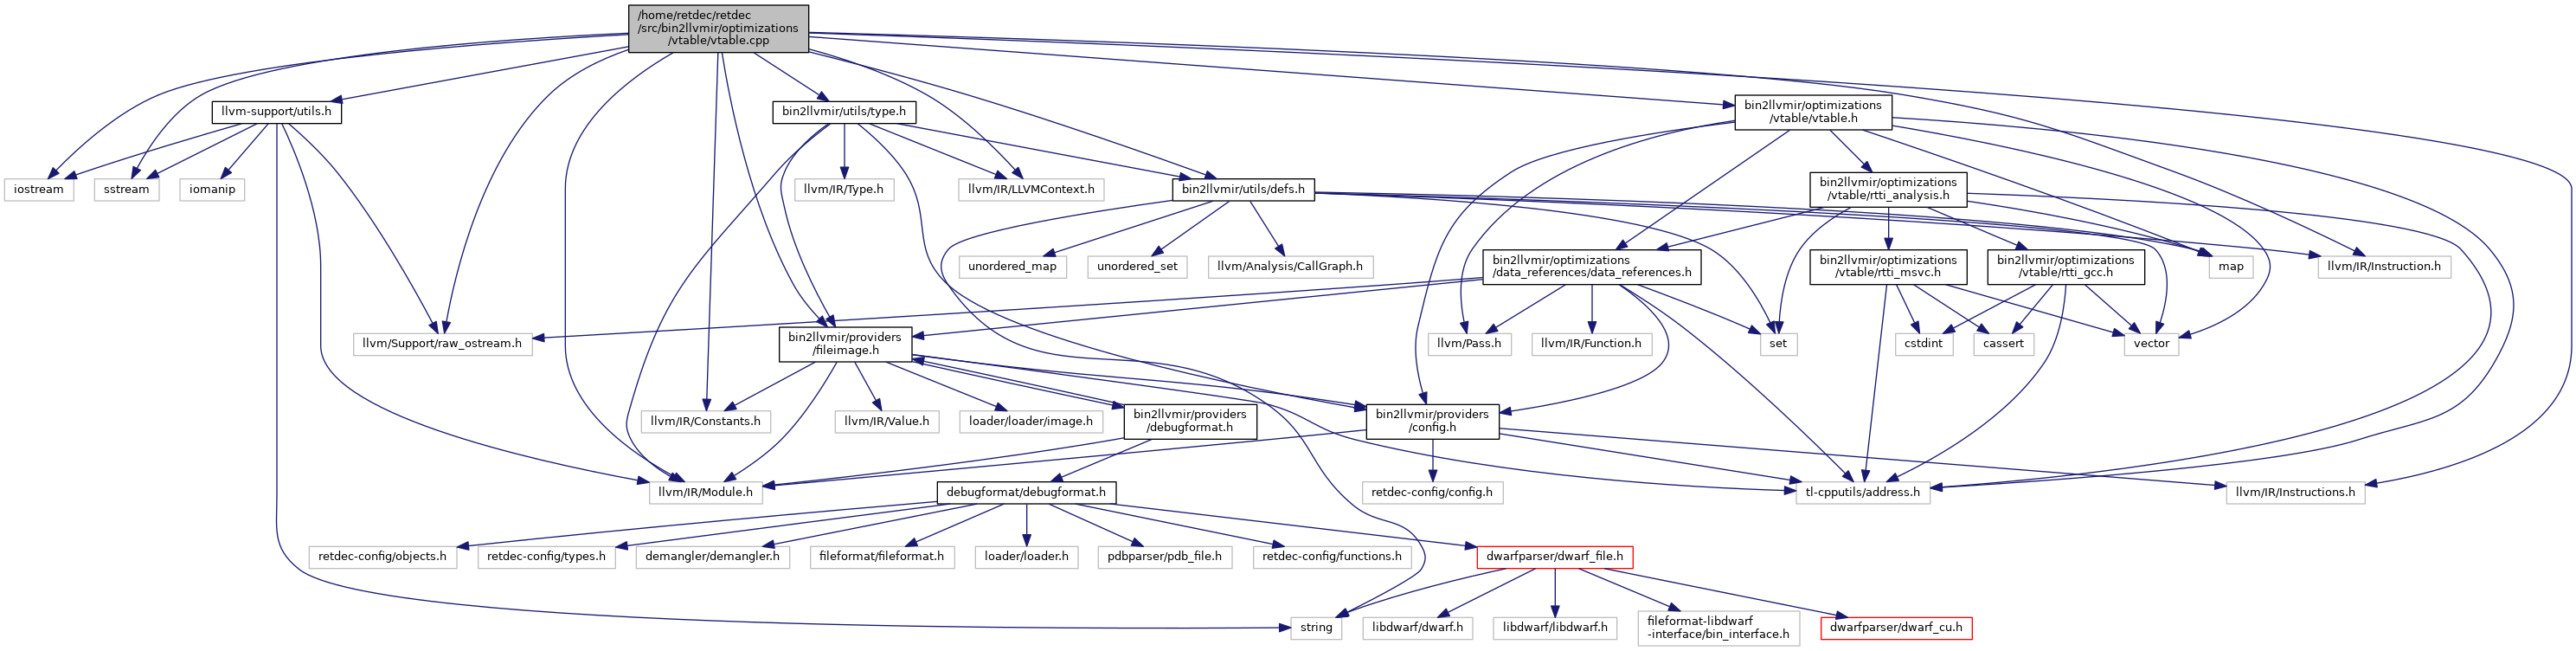 /home/retdec/retdec
/src/bin2llvmir/optimizations
/vtable/vtable.cpp
llvm-support/utils.h
bin2llvmir/utils/type.h
bin2llvmir/optimizations
/vtable/vtable.h
iostream
sstream
iomanip
llvm/IR/Type.h
llvm/IR/LLVMContext.h
bin2llvmir/utils/defs.h
bin2llvmir/optimizations
/vtable/rtti_analysis.h
unordered_map
unordered_set
llvm/Analysis/CallGraph.h
bin2llvmir/optimizations
/data_references/data_references.h
bin2llvmir/optimizations
/vtable/rtti_msvc.h
bin2llvmir/optimizations
/vtable/rtti_gcc.h
map
llvm/IR/Instruction.h
llvm/Support/raw_ostream.h
bin2llvmir/providers
/fileimage.h
llvm/Pass.h
llvm/IR/Function.h
set
cstdint
cassert
vector
llvm/IR/Constants.h
llvm/IR/Value.h
loader/loader/image.h
bin2llvmir/providers
/debugformat.h
bin2llvmir/providers
/config.h
llvm/IR/Module.h
debugformat/debugformat.h
retdec-config/config.h
tl-cpputils/address.h
llvm/IR/Instructions.h
retdec-config/objects.h
retdec-config/types.h
demangler/demangler.h
fileformat/fileformat.h
loader/loader.h
pdbparser/pdb_file.h
retdec-config/functions.h
dwarfparser/dwarf_file.h
string
libdwarf/dwarf.h
libdwarf/libdwarf.h
fileformat-libdwarf
-interface/bin_interface.h
dwarfparser/dwarf_cu.h